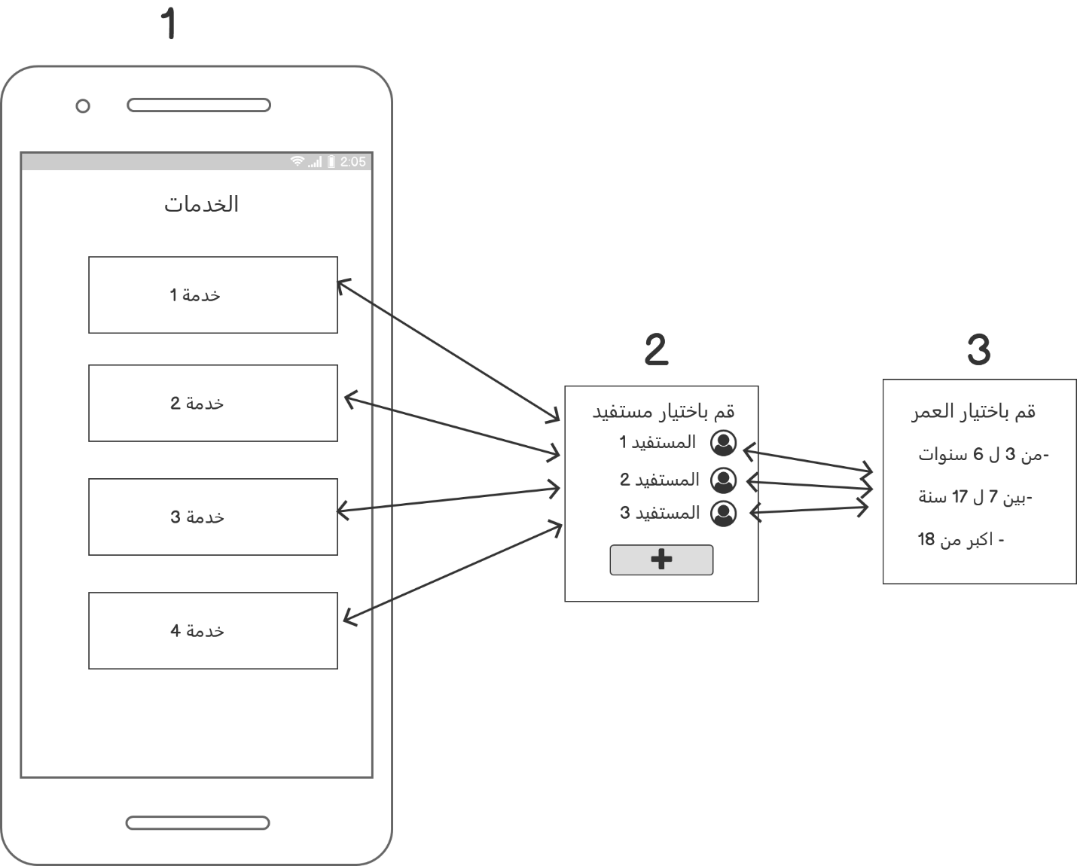 1
2:05
الخدمات
خدمة 1
خدمة 2
خدمة 3
خدمة 4
2
قم باختيار مستفيد
المستفيد 1
المستفيد 2
المستفيد 3
3
قم باختيار العمر
-من 3 ل 6 سنوات
-بين 7 ل 17 سنة
- اكبر من 18